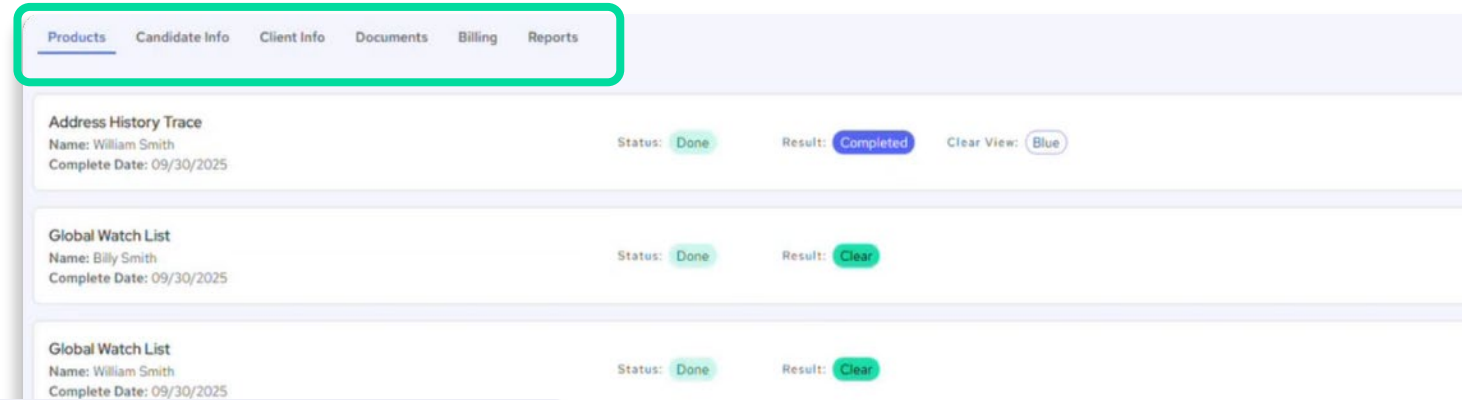 Products Candidate Info Client Info Documents Billing Reports
Address History Trace
Name: William Smith
Complete Date: 09/30/2025
Status: Done Result: Completed Clear View: Blue
Global Watch List
Name: Billy Smith
Complete Date: 09/30/2025
Status: Done Result: Clear
Global Watch List
Name: William Smith
Complete Date: 09/30/2025
Status: Done Result: Clear